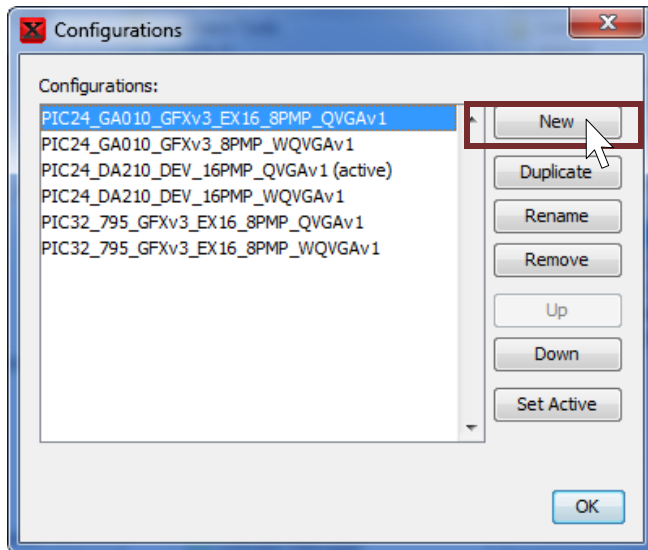 Configurations
Configurations:
PIC24_GA010_GFXv3_EX16_8PMP_QVGAv1
PIC24_GA010_GFXv3_8PMP_WQVGAv1
PIC24_DA210_DEV_16PMP_QVGAv1 (active)
PIC24_DA210_DEV_16PMP_WQVGAv1
PIC32_795_GFXv3_EX16_8PMP_QVGAv1
PIC32_795_GFXv3_EX16_8PMP_WQVGAv1
New
Duplicate
Rename
Remove
Up
Down
Set Active
OK